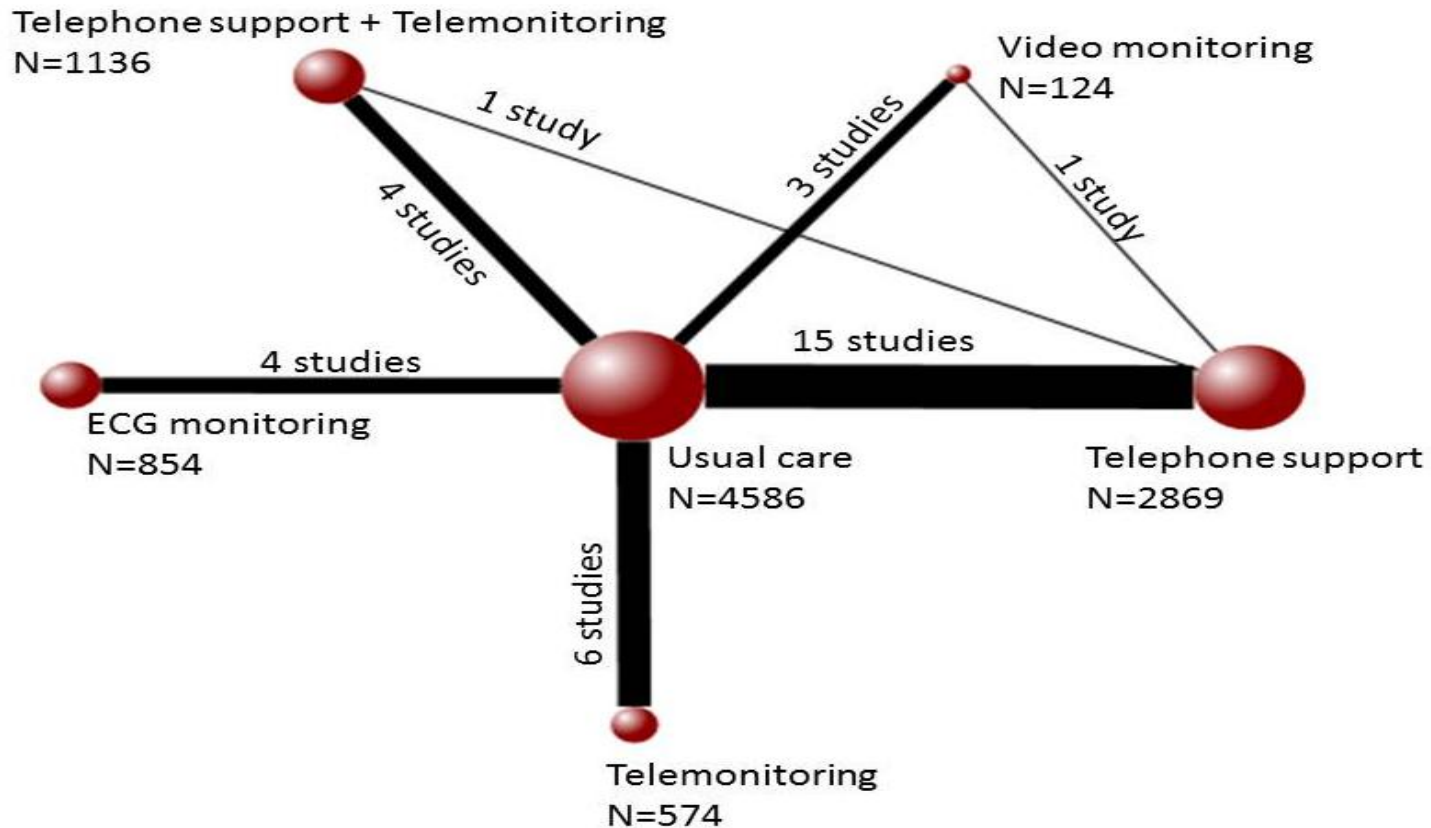 Telephone support + Telemonitoring
N=1136
Video monitoring
N=124
1 study
3 studies
1 study
4 studies
15 studies
4 studies
ECG monitoring
N=854
Usual care
N=4586
Telephone support
N=2869
6 studies
Telemonitoring
N=574